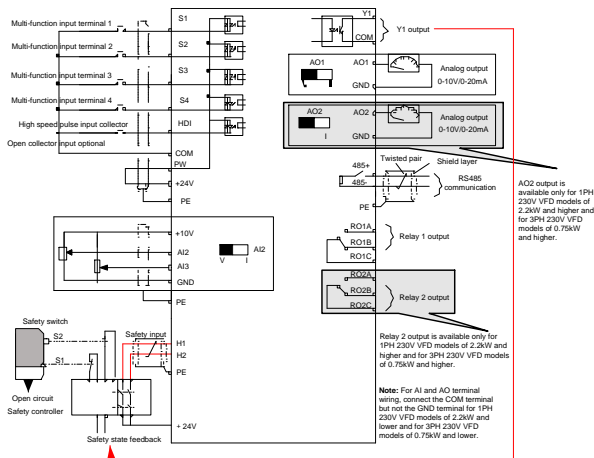 Multi-function input terminal 1
S1
Multi-function input terminal 2
S2
Multi-function input terminal 3
S3
Multi-function input terminal 4
S4
High speed pulse input collector
HDI
Open collector input optional
COM
PW
+24V
PE
+10V
AI2
AI3
GND
PE
V I
AI2
Safety switch
S2
S1
Open circuit
Safety controller
Safety input
H1
H2
PE
+ 24V
Safety state feedback
Y1
COM
Y1 output
AO1
AO1
GND
Analog output
0-10V/0-20mA
AO2
I
AO2
GND
Analog output
0-10V/0-20mA
Twisted pair
Shield layer
485+
485-
PE
RS485
communication
RO1A
RO1B
RO1C
Relay 1 output
RO2A
RO2B
RO2C
Relay 2 output
AO2 output is
available only for 1PH
230V VFD models of
2.2kW and higher and
for 3PH 230V VFD
models of 0.75kW
and higher.
Relay 2 output is available only for
1PH 230V VFD models of 2.2kW and
higher and for 3PH 230V VFD models
of 0.75kW and higher.
Note: For AI and AO terminal
wiring, connect the COM terminal
but not the GND terminal for 1PH
230V VFD models of 2.2kW and
lower and for 3PH 230V VFD
models of 0.75kW and lower.